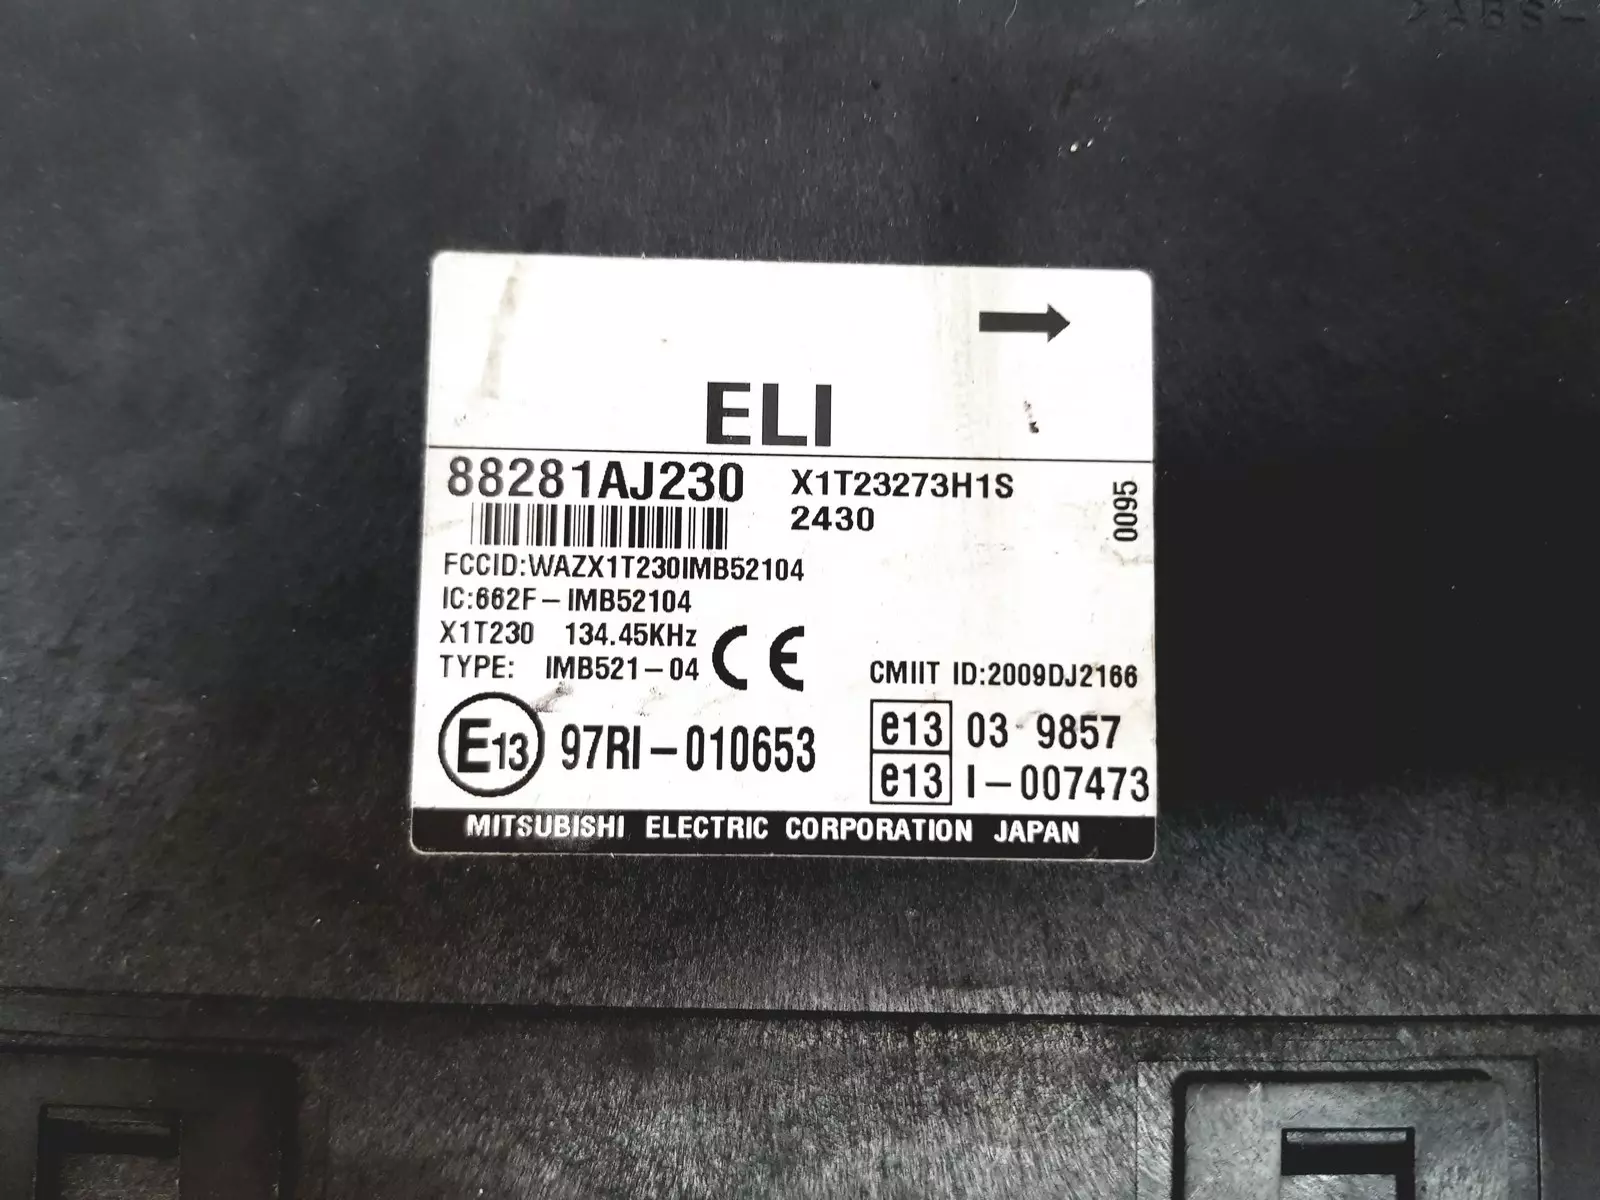 ELI
88281AJ230
X1T23273H1S
2430
0095
FCCID:WAZX1T230IMB52104
IC:662F-IMB52104
X1T230 134.45KHz
TYPE: IMB521-04
CE
CMIIT ID:2009DJ2166
E13 97RI-010653
e13 03 9857
e13 I-007473
MITSUBISHI ELECTRIC CORPORATION JAPAN